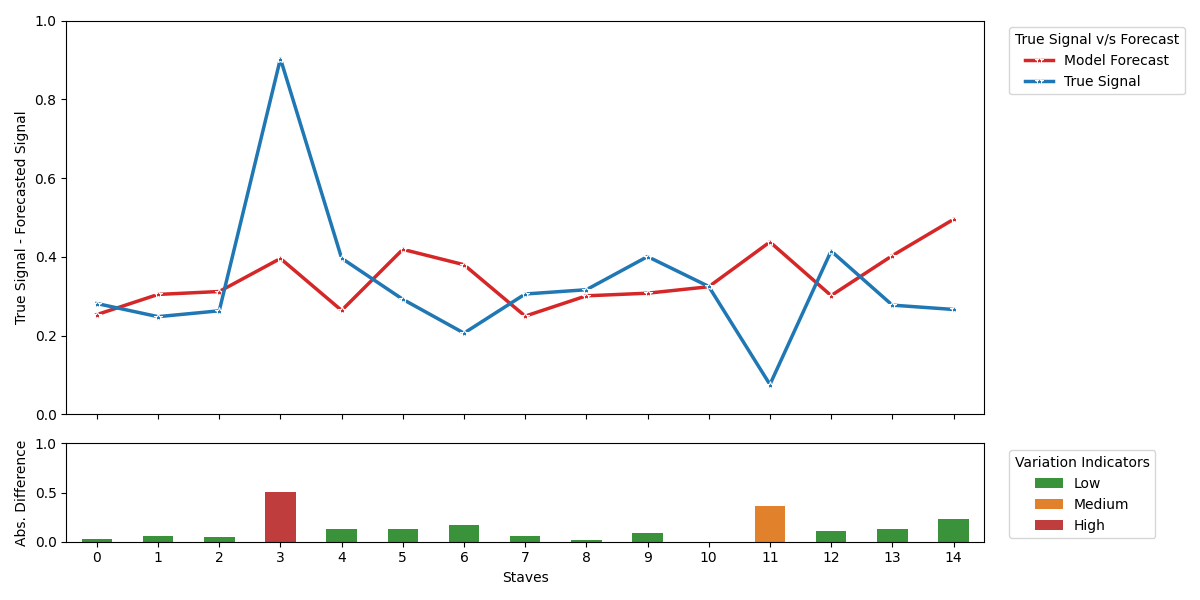 True Signal - Forecasted Signal
1.0
0.8
0.6
0.4
0.2
0.0
True Signal v/s Forecast
Model Forecast
True Signal
Abs. Difference
1.0
0.5
0.0
0 1 2 3 4 5 6 7 8 9 10 11 12 13 14
Staves
Variation Indicators
Low
Medium
High